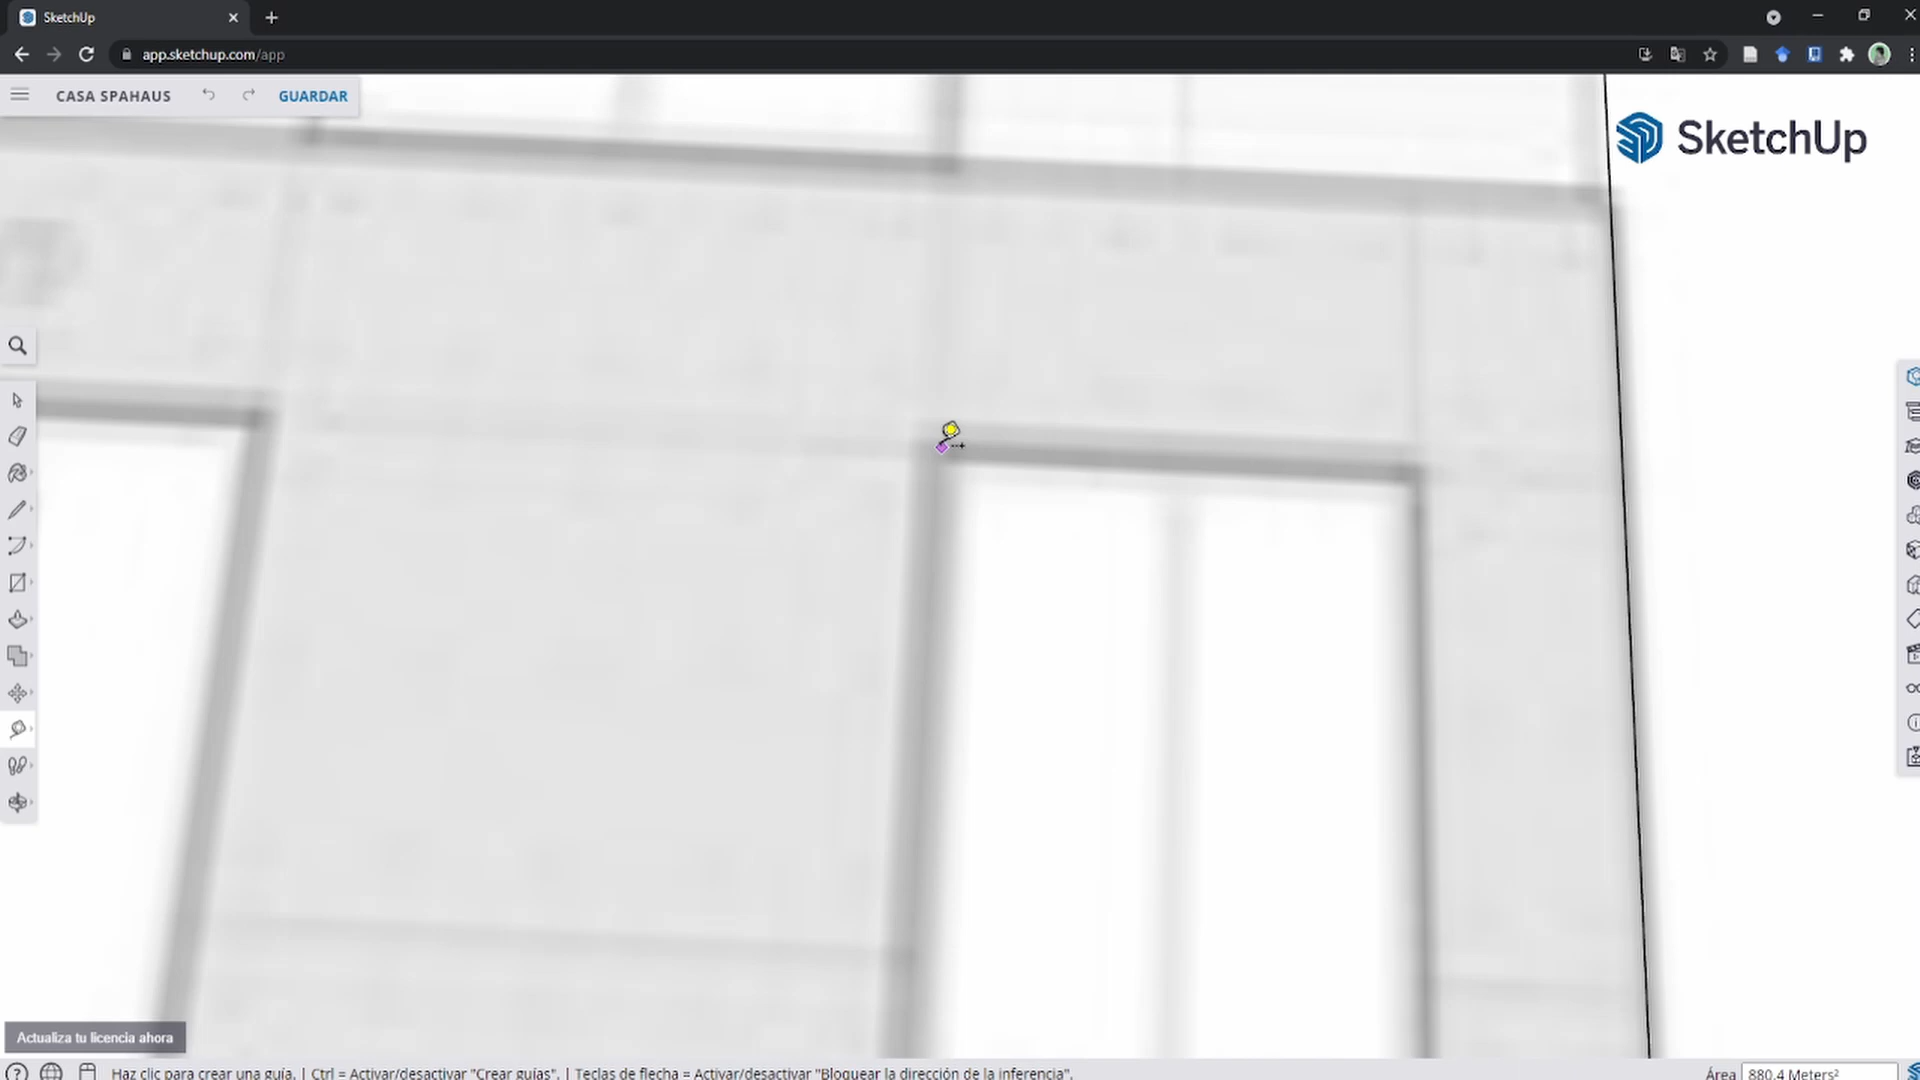 SketchUp
app.sketchup.com/app
CASA SPAHAUS
GUARDAR
SketchUp
Actualiza tu licencia ahora
Haz clic para crear una guía. | Ctrl = Activar/desactivar "Crear guías". | Teclas de flecha = Activar/desactivar "Bloquear la dirección de la inferencia".
Área 880.4 Meters²